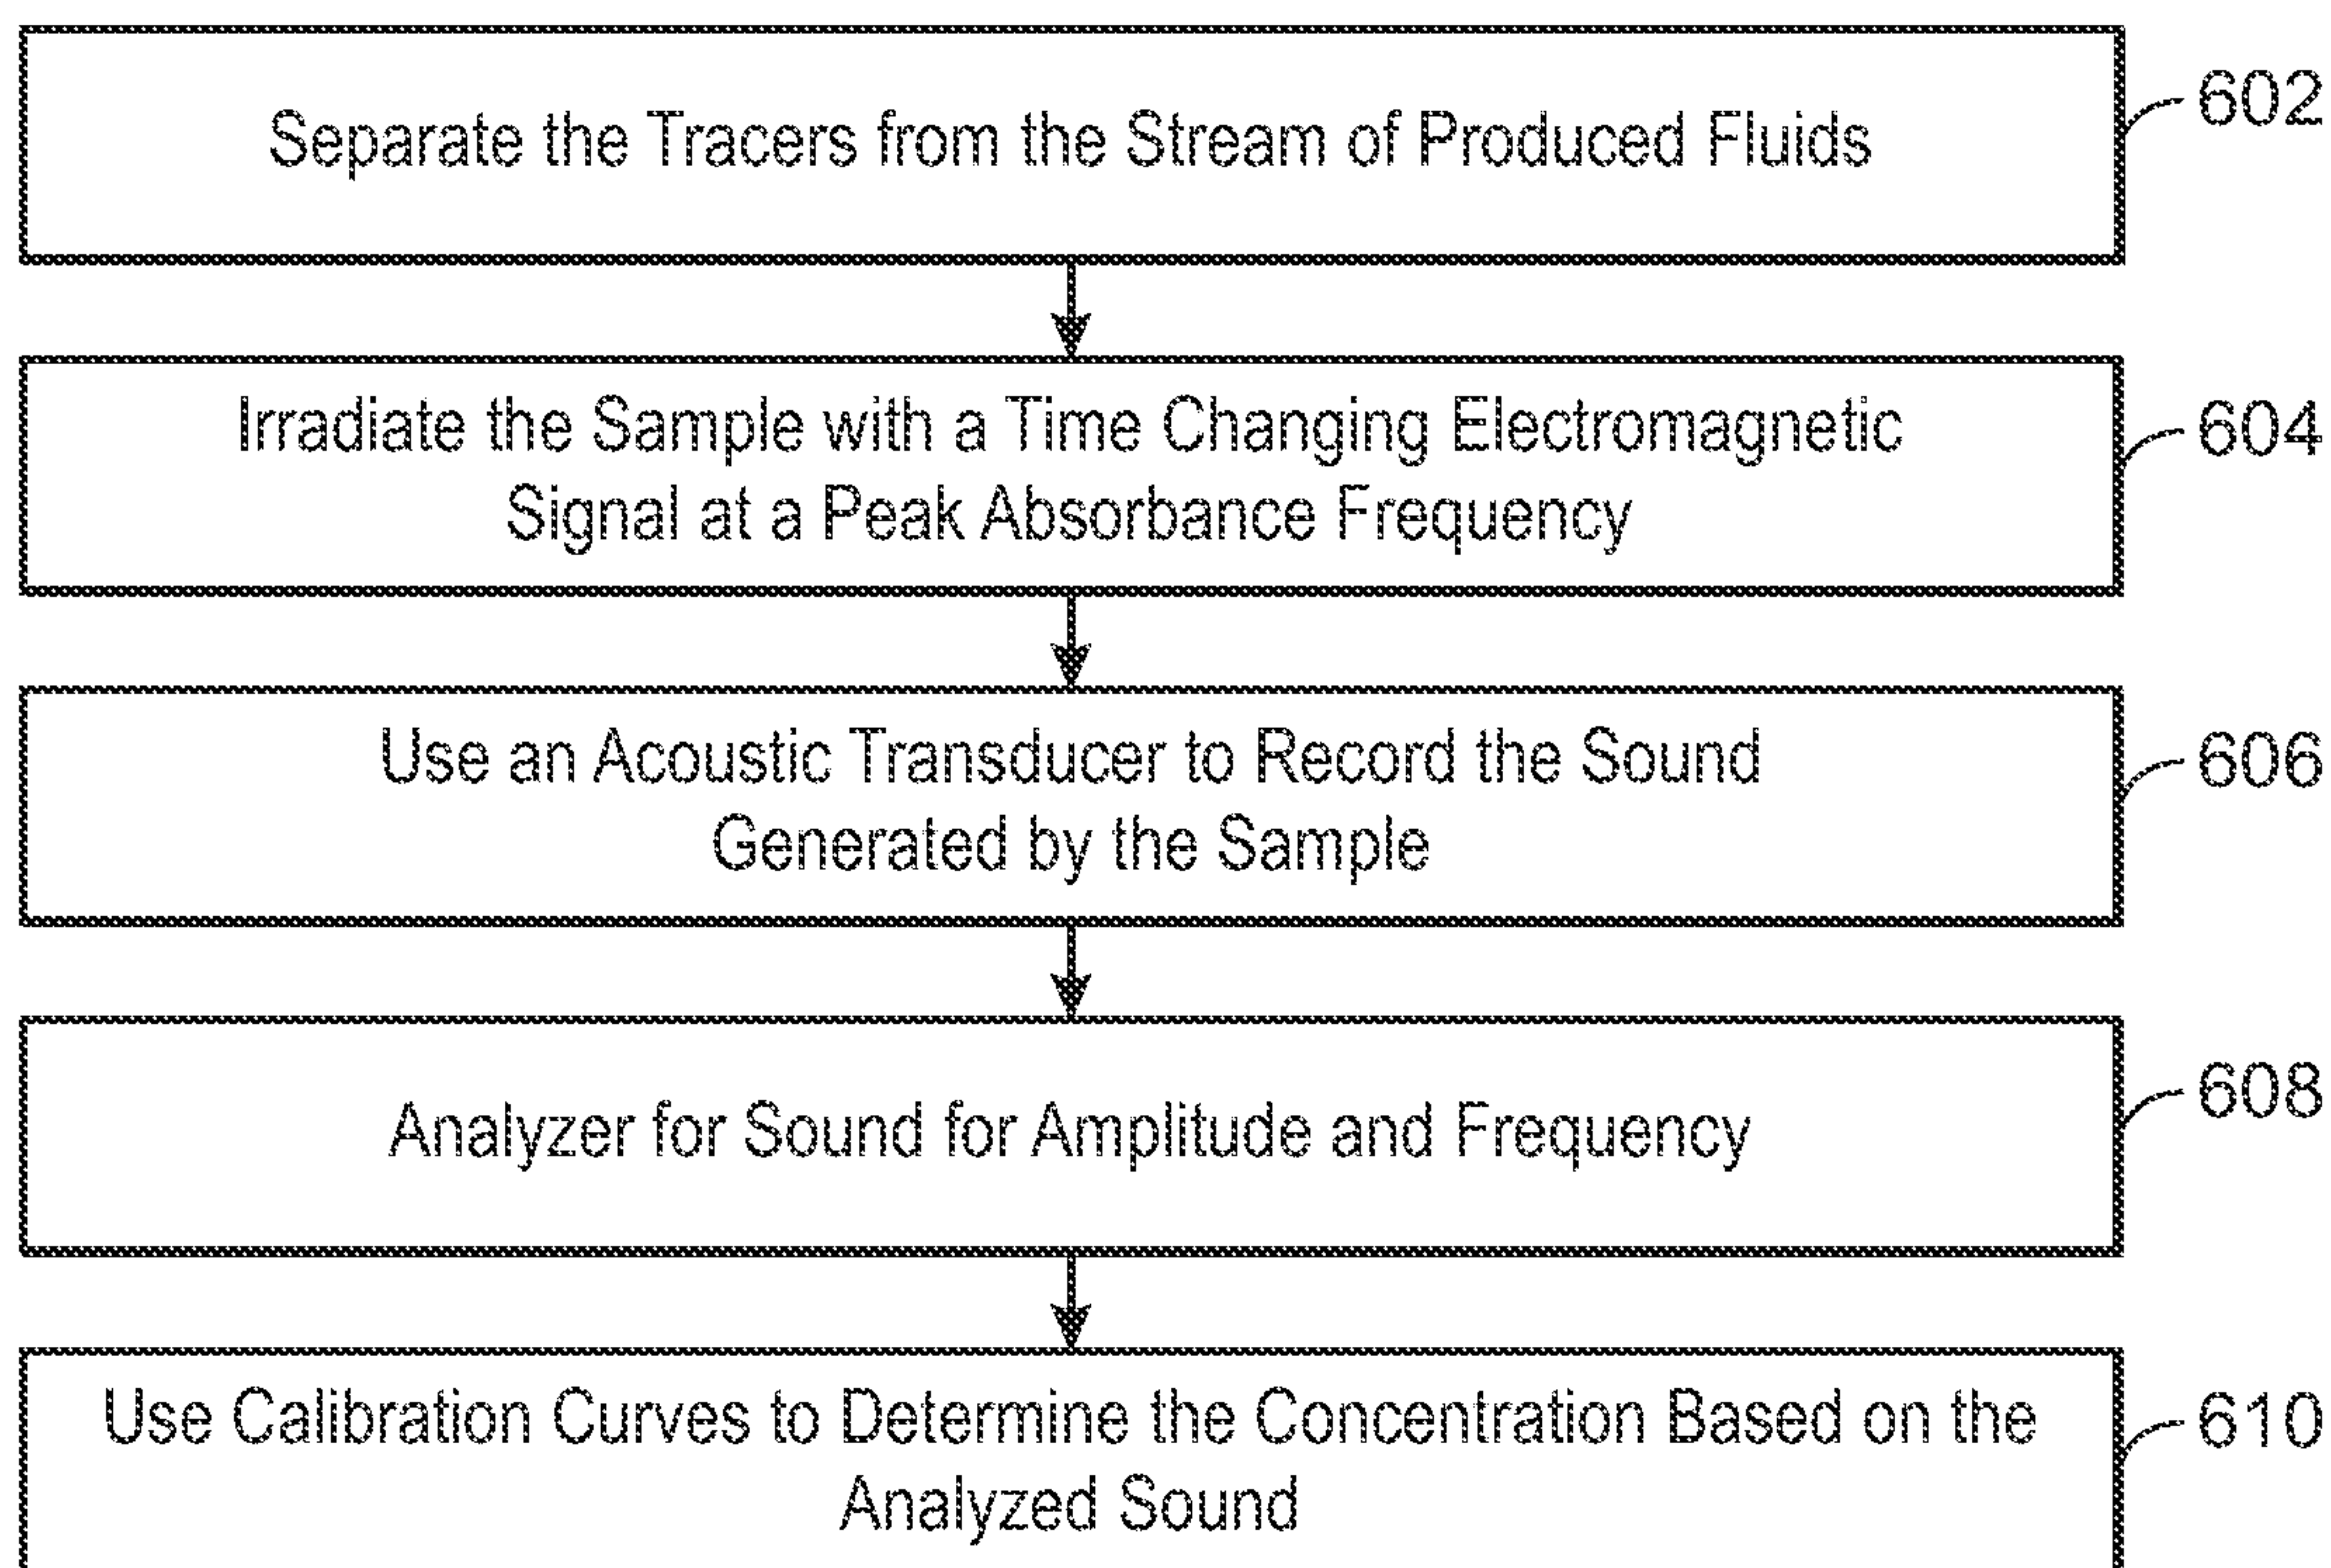 Separate the Tracers from the Stream of Produced Fluids
602
Irradiate the Sample with a Time Changing Electromagnetic
Signal at a Peak Absorbance Frequency
604
Use an Acoustic Transducer to Record the Sound
Generated by the Sample
606
Analyzer for Sound for Amplitude and Frequency
608
Use Calibration Curves to Determine the Concentration Based on the
Analyzed Sound
610